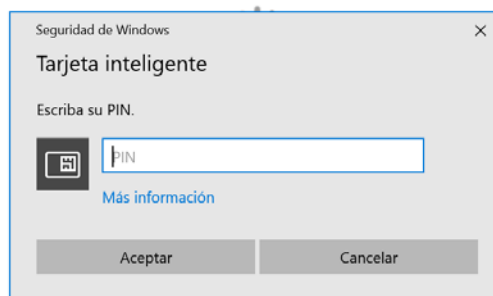 Seguridad de Windows
Tarjeta inteligente
Escriba su PIN.
PIN
Más información
Aceptar
Cancelar